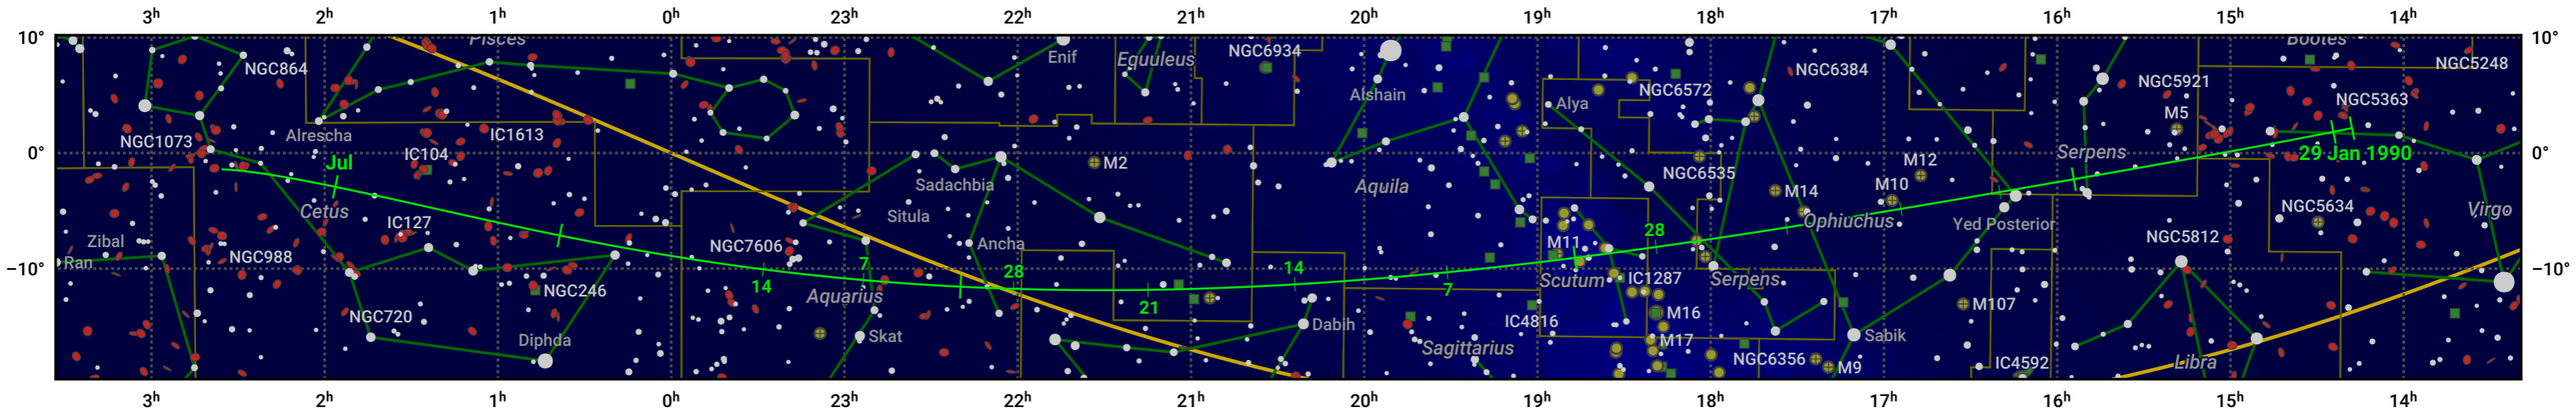 3h 2h 1h 0h 23h 22h 21h 20h 19h 18h 17h 16h 15h 14h
10° Pisces Bootes 10°
NGC864 Enif Equuleus NGC6934 NGC6384 NGC5248
Alshain Alya NGC6572 NGC5921 NGC5363
NGC1073 Alrescha IC1613 M5
0° Jul IC104 M2 M12 Serpens 29 Jan 1990 0°
Sadachbia Aquila NGC6535 M14 M10
Cetus IC127 Situla Ophiuchus Yed Posterior NGC5634 Virgo
Zibal NGC7606 Ancha M11 28 NGC5812
Ran NGC988 7 28 14
−10° 14 Aquarius 21 7 Scutum IC1287 Serpens −10°
NGC246 M107
NGC720 Dabih IC4816 M16
Diphda Skat Sagittarius M17 Sabik
NGC6356 M9 IC4592 Libra
3h 2h 1h 0h 23h 22h 21h 20h 19h 18h 17h 16h 15h 14h